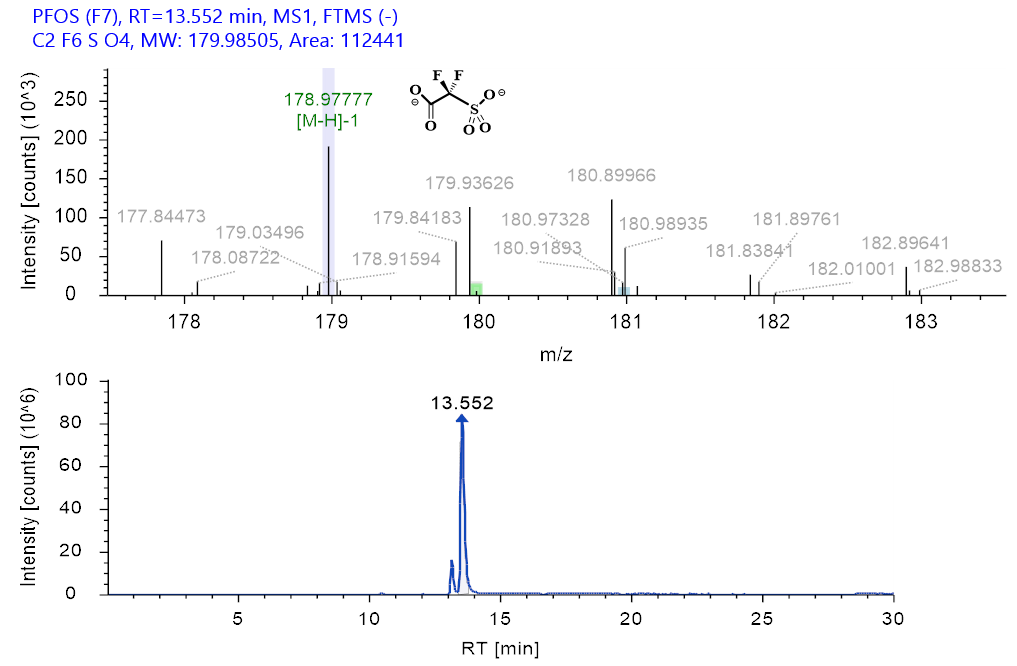 PFOS (F7), RT=13.552 min, MS1, FTMS (-)
C2 F6 S O4, MW: 179.98505, Area: 112441
Intensity [counts] (10^3)
250
200
150
100
50
0
178.97777
[M-H]-1
F F
O O
⊖ ⊖
S
O O O
177.84473
178.08722
179.03496
178.91594
179.84183
179.93626
180.89966
180.97328
180.91893
180.98935
181.83841
181.89761
182.01001
182.89641
182.98833
178 179 180 181 182 183
m/z
Intensity [counts] (10^6)
100
80
60
40
20
0
13.552
5 10 15 20 25 30
RT [min]